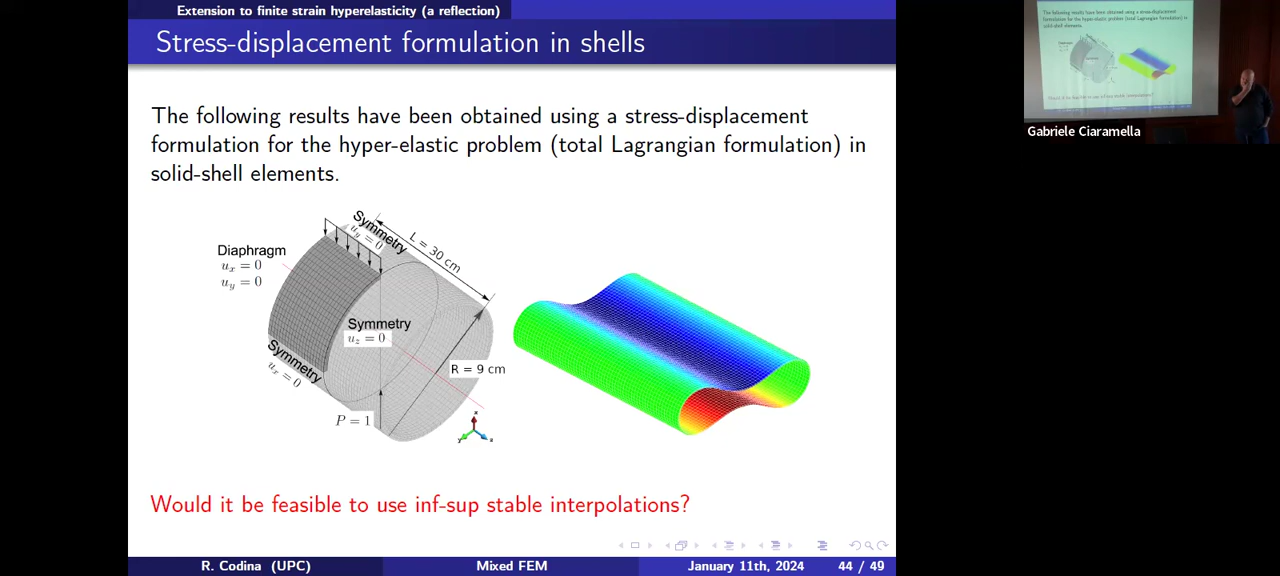 Extension to finite strain hyperelasticity (a reflection)
Stress-displacement formulation in shells
The following results have been obtained using a stress-displacement
formulation for the hyper-elastic problem (total Lagrangian formulation) in
solid-shell elements.
Symmetry
u_y = 0
L = 30 cm
Diaphragm
u_x = 0
u_y = 0
Symmetry
u_z = 0
Symmetry
u_x = 0
R = 9 cm
P = 1
Would it be feasible to use inf-sup stable interpolations?
R. Codina (UPC)
Mixed FEM
January 11th, 2024
44 / 49
Gabriele Ciaramella